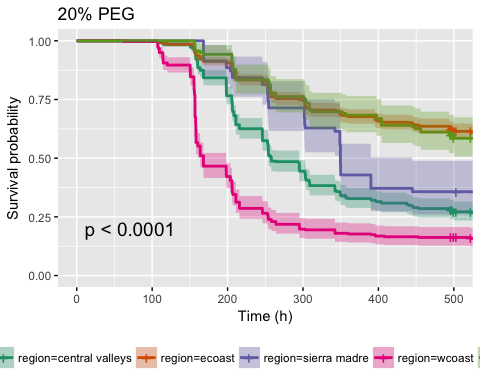 20% PEG
Survival probability
1.00
0.75
0.50
0.25
0.00
p < 0.0001
0 100 200 300 400 500
Time (h)
region=central valleys region=ecoast region=sierra madre region=wcoast